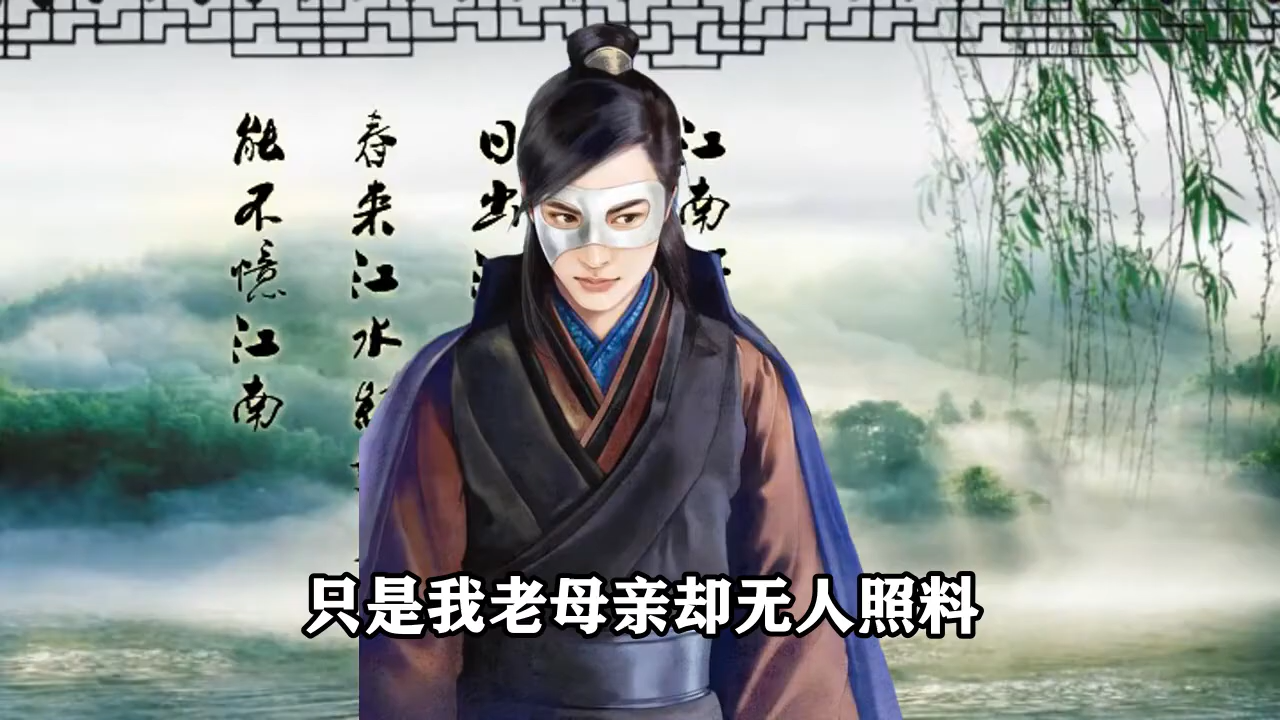 江南
日出江
春来江水
能不憶江南
只是我老母亲却无人照料